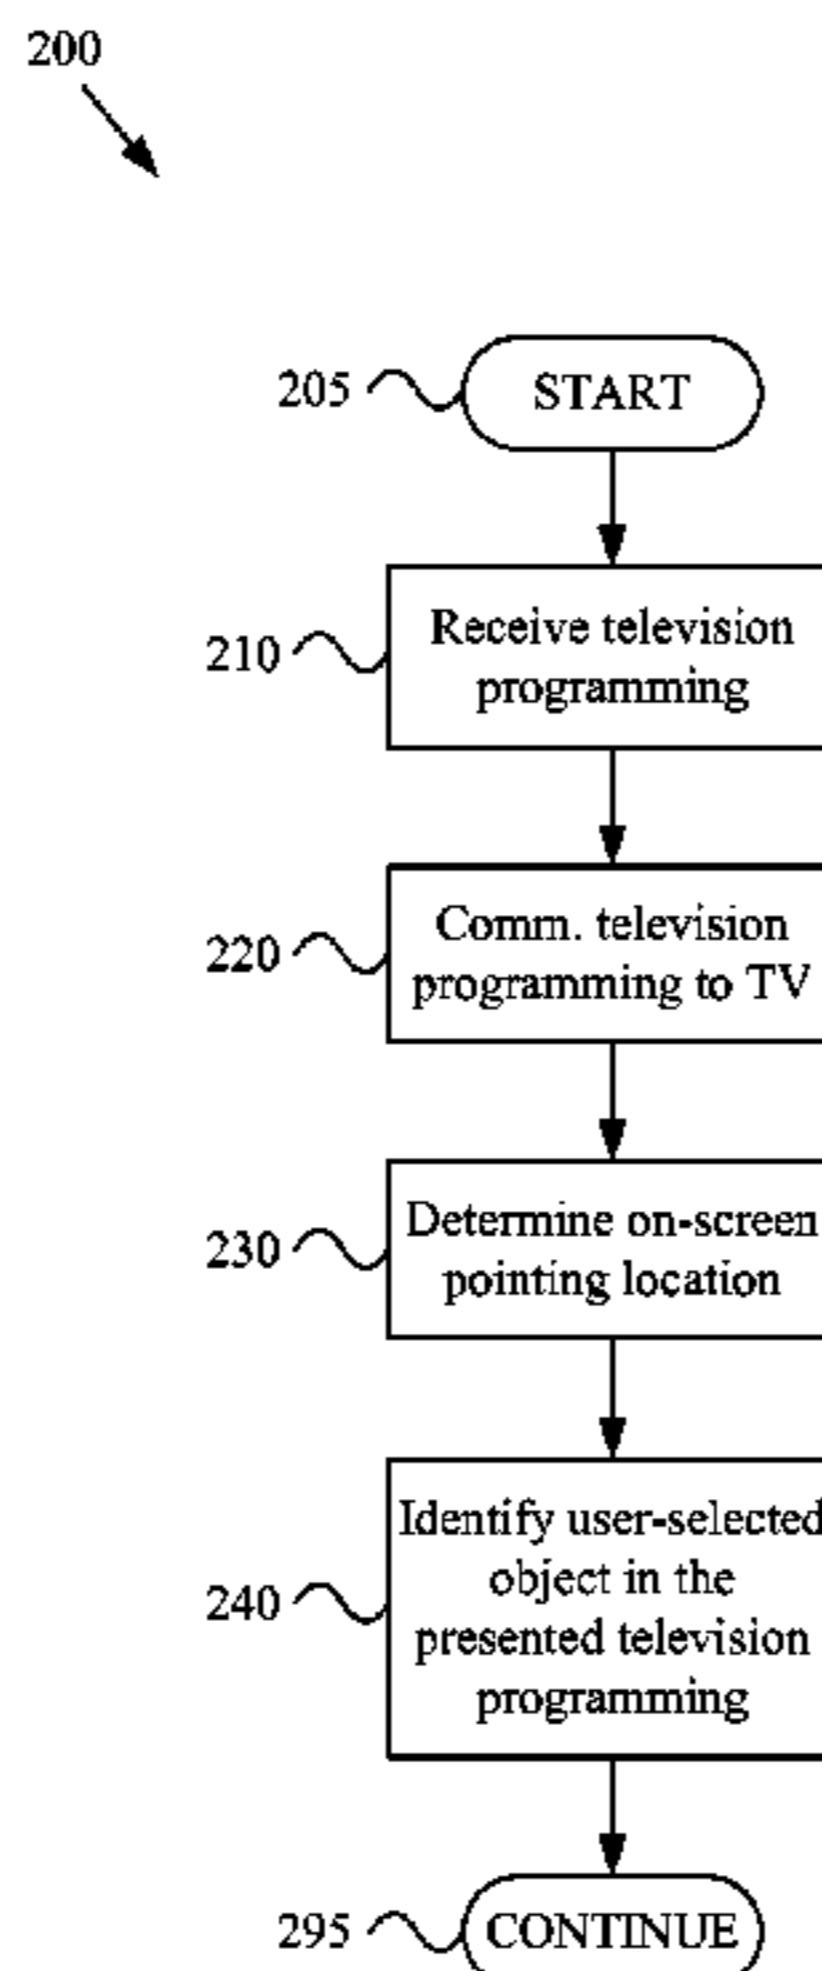 200
205
START
210
Receive television
programming
220
Comm. television
programming to TV
230
Determine on-screen
pointing location
240
Identify user-selected
object in the
presented television
programming
295
CONTINUE